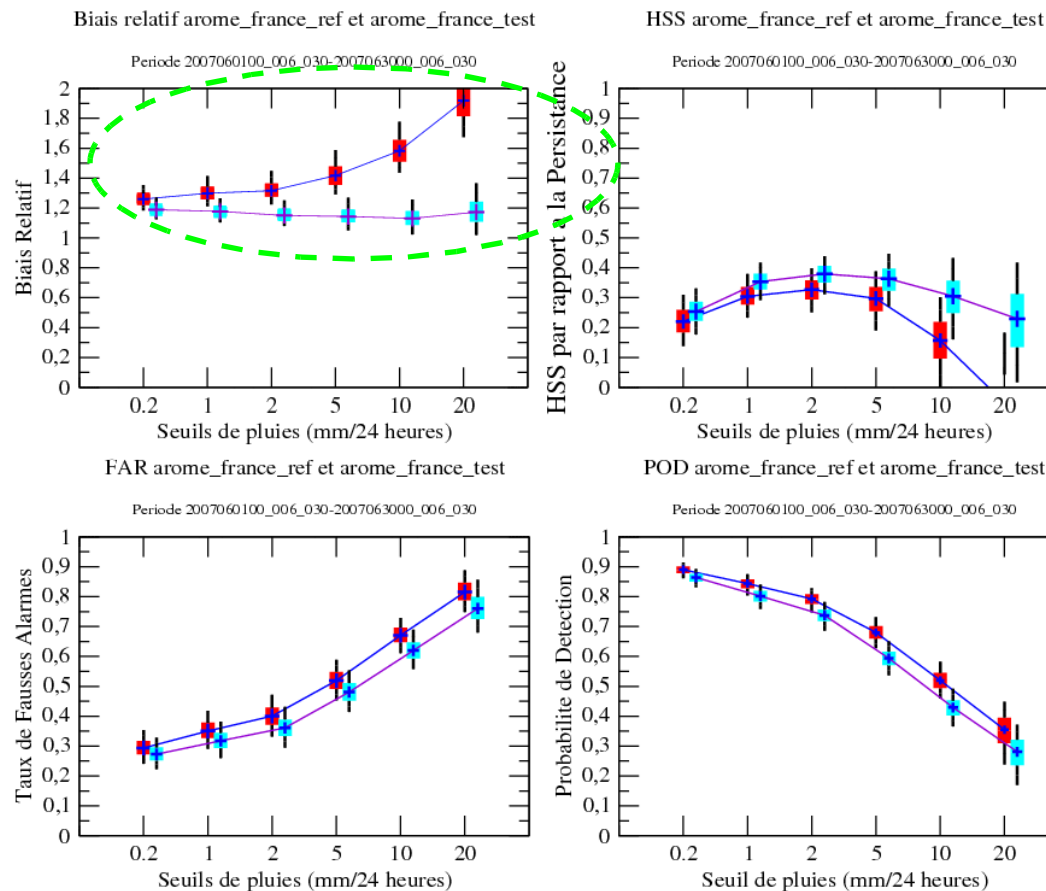 Biais relatif arome_france_ref et arome_france_test
Periode 2007060100_006_030-2007063000_006_030
Biais Relatif
2
1,8
1,6
1,4
1,2
1
0,8
0,6
0,4
0,2
0
0.2 1 2 5 10 20
Seuils de pluies (mm/24 heures)
HSS arome_france_ref et arome_france_test
Periode 2007060100_006_030-2007063000_006_030
HSS par rapport a la Persistance
1
0,9
0,8
0,7
0,6
0,5
0,4
0,3
0,2
0,1
0
0.2 1 2 5 10 20
Seuils de pluies (mm/24 heures)
FAR arome_france_ref et arome_france_test
Periode 2007060100_006_030-2007063000_006_030
Taux de Fausses Alarmes
1
0,9
0,8
0,7
0,6
0,5
0,4
0,3
0,2
0,1
0
0.2 1 2 5 10 20
Seuils de pluies (mm/24 heures)
POD arome_france_ref et arome_france_test
Periode 2007060100_006_030-2007063000_006_030
Probabilite de Detection
1
0,9
0,8
0,7
0,6
0,5
0,4
0,3
0,2
0,1
0
0.2 1 2 5 10 20
Seuils de pluies (mm/24 heures)